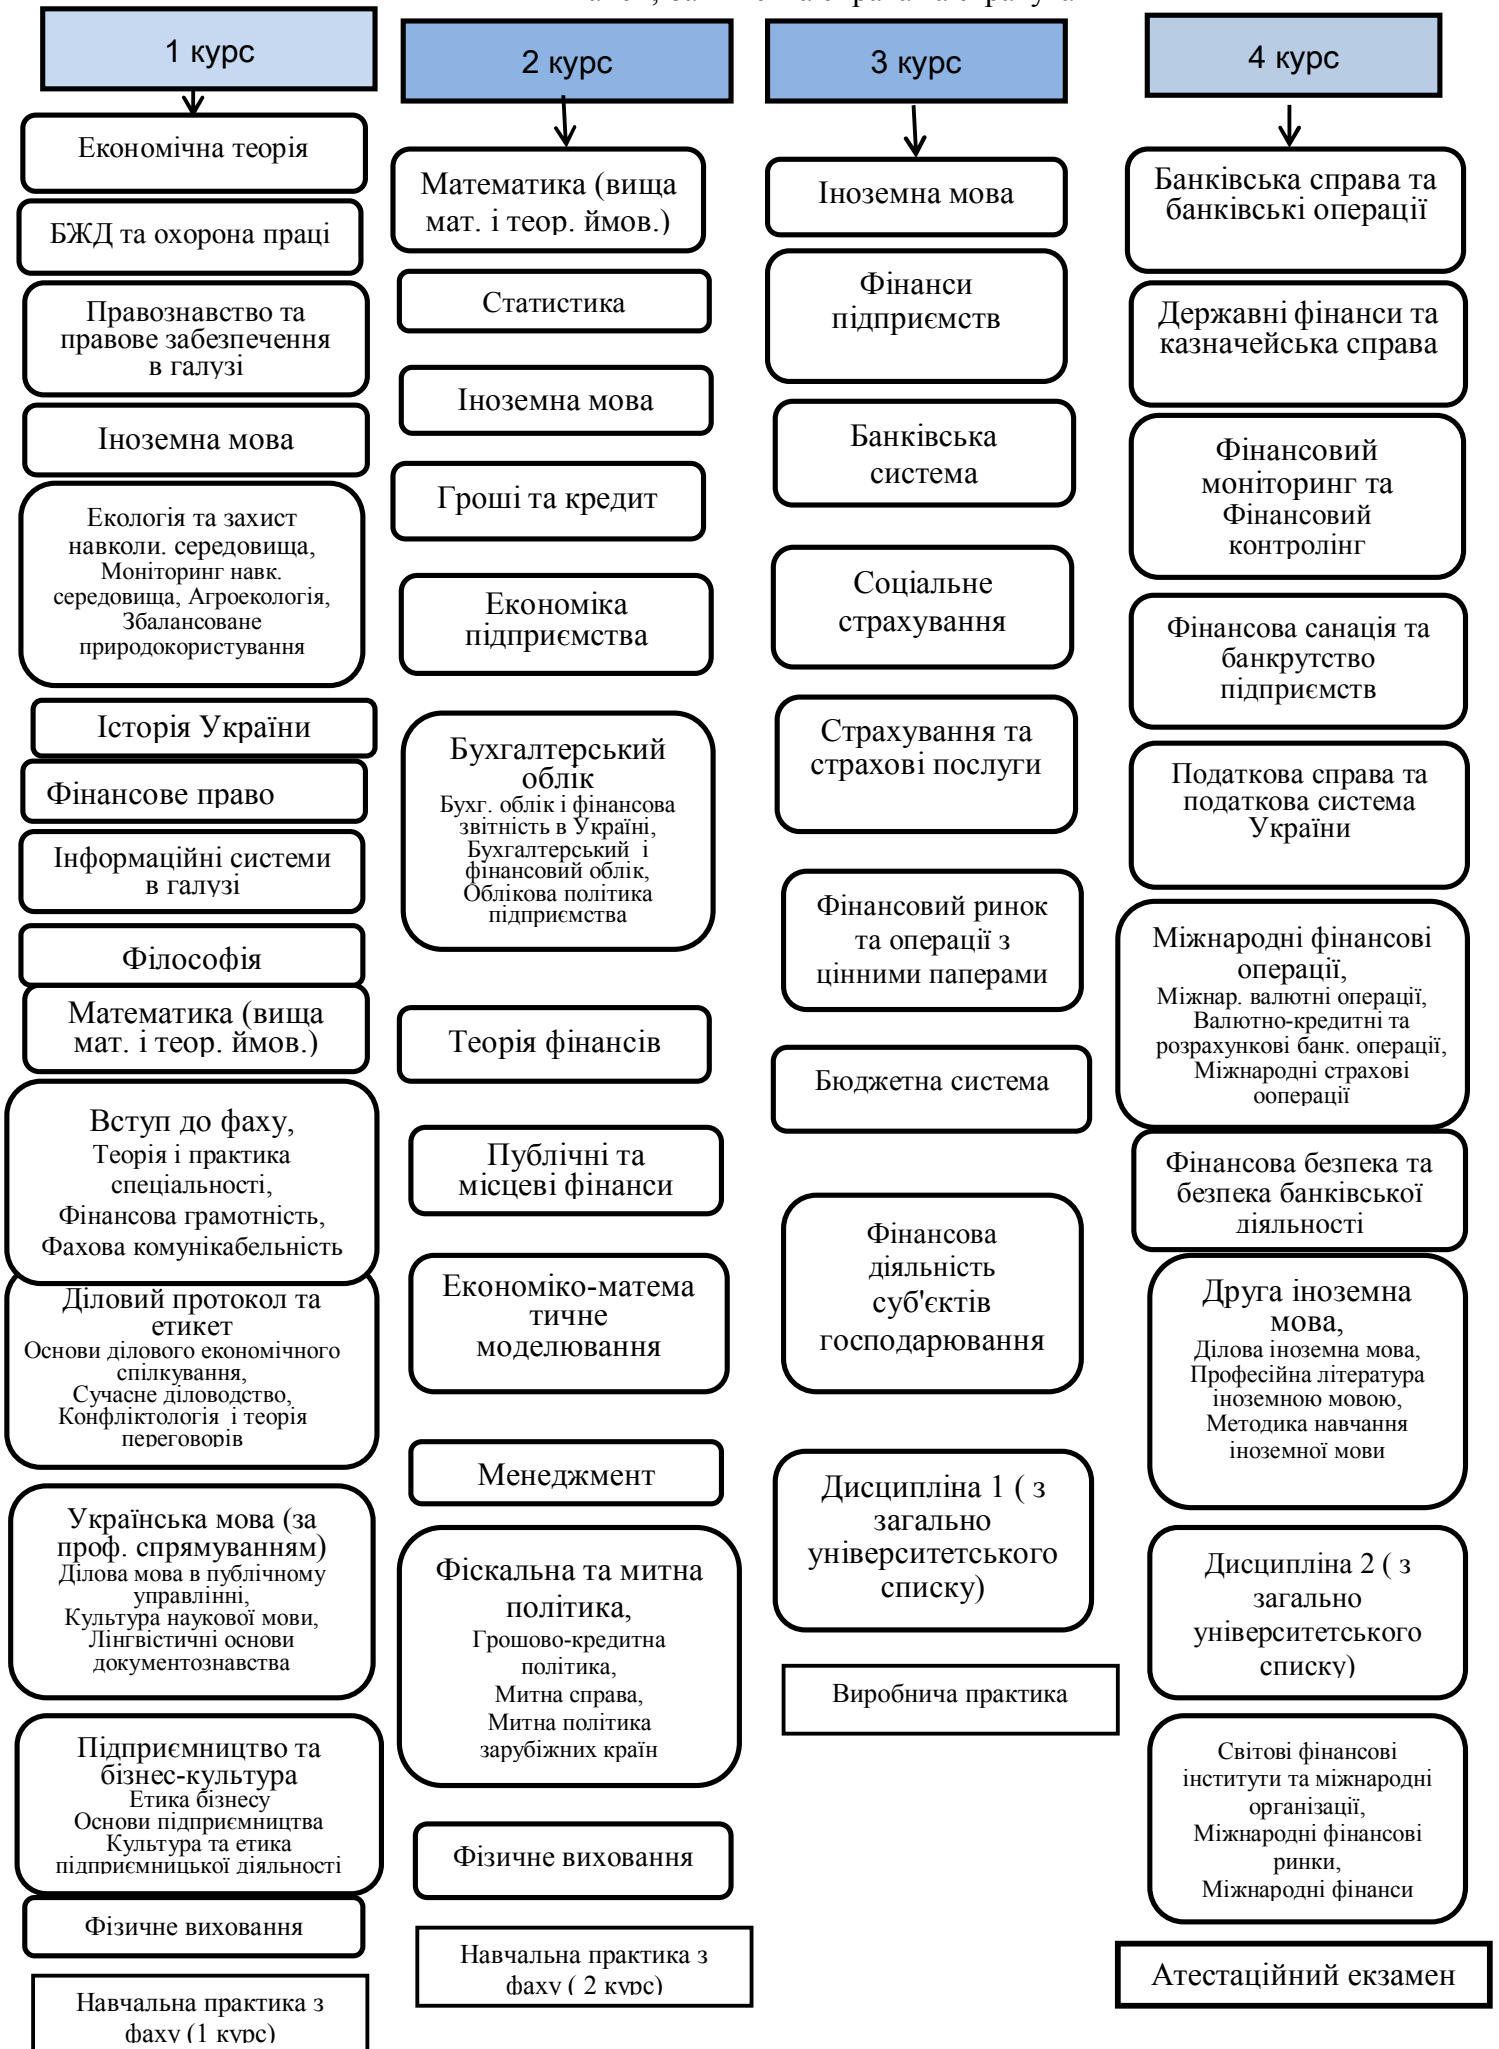 1 курс
Економічна теорія
БЖД та охорона праці
Правознавство та
правове забезпечення
в галузі
Іноземна мова
Екологія та захист
навколи. середовища,
Моніторинг навк.
середовища, Агроекологія,
Збалансоване
природокористування
Історія України
Фінансове право
Інформаційні системи
в галузі
Філософія
Математика (вища
мат. і теор. ймов.)
Вступ до фаху,
Теорія і практика
спеціальності,
Фінансова грамотність,
Фахова комунікабельність
Діловий протокол та
етикет
Основи ділового економічного
спілкування,
Сучасне діловодство,
Конфліктологія і теорія
переговорів
Українська мова (за
проф. спрямуванням)
Ділова мова в публічному
управлінні,
Культура наукової мови,
Лінгвістичні основи
документознавства
Підприємництво та
бізнес-культура
Етика бізнесу
Основи підприємництва
Культура та етика
підприємницької діяльності
Фізичне виховання
Навчальна практика з
фаху (1 курс)
2 курс
Математика (вища
мат. і теор. ймов.)
Статистика
Іноземна мова
Гроші та кредит
Економіка
підприємства
Бухгалтерський
облік
Бухг. облік і фінансова
звітність в Україні,
Бухгалтерський і
фінансовий облік,
Облікова політика
підприємства
Теорія фінансів
Публічні та
місцеві фінанси
Економіко-матема
тичне
моделювання
Менеджмент
Фіскальна та митна
політика,
Грошово-кредитна
політика,
Митна справа,
Митна політика
зарубіжних країн
Фізичне виховання
Навчальна практика з
фаху ( 2 курс)
3 курс
Іноземна мова
Фінанси
підприємств
Банківська
система
Соціальне
страхування
Страхування та
страхові послуги
Фінансовий ринок
та операції з
цінними паперами
Бюджетна система
Фінансова
діяльність
суб'єктів
господарювання
Дисципліна 1 ( з
загально
університетського
списку)
Виробнича практика
4 курс
Банківська справа та
банківські операції
Державні фінанси та
казначейська справа
Фінансовий
моніторинг та
Фінансовий
контролінг
Фінансова санація та
банкрутство
підприємств
Податкова справа та
податкова система
України
Міжнародні фінансові
операції,
Міжнар. валютні операції,
Валютно-кредитні та
розрахункові банк. операції,
Міжнародні страхові
ооперації
Фінансова безпека та
безпека банківської
діяльності
Друга іноземна
мова,
Ділова іноземна мова,
Професійна література
іноземною мовою,
Методика навчання
іноземної мови
Дисципліна 2 ( з
загально
університетського
списку)
Світові фінансові
інститути та міжнародні
організації,
Міжнародні фінансові
ринки,
Міжнародні фінанси
Атестаційний екзамен